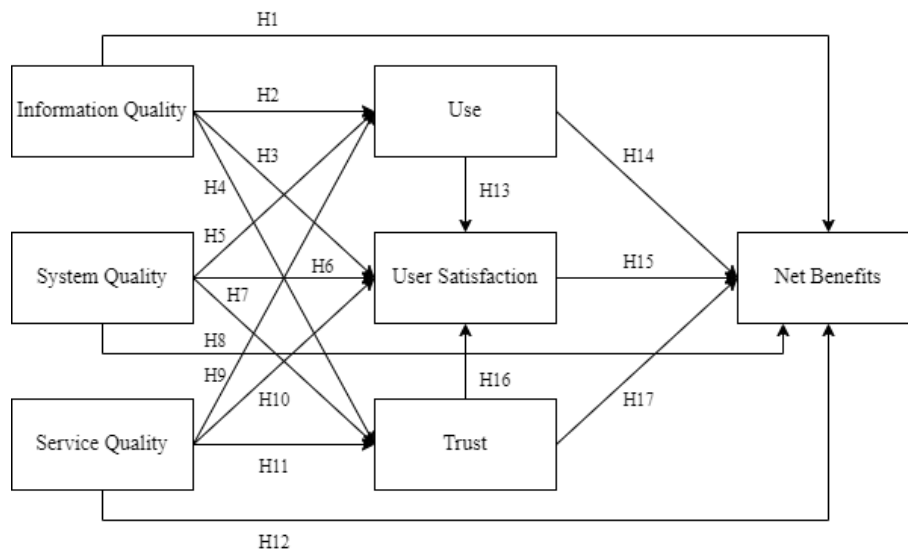 H1
Information Quality
H2
Use
H3
H4
H14
H13
H5
System Quality
H6
User Satisfaction
H15
Net Benefits
H7
H8
H9
H10
H16
H17
Service Quality
H11
Trust
H12